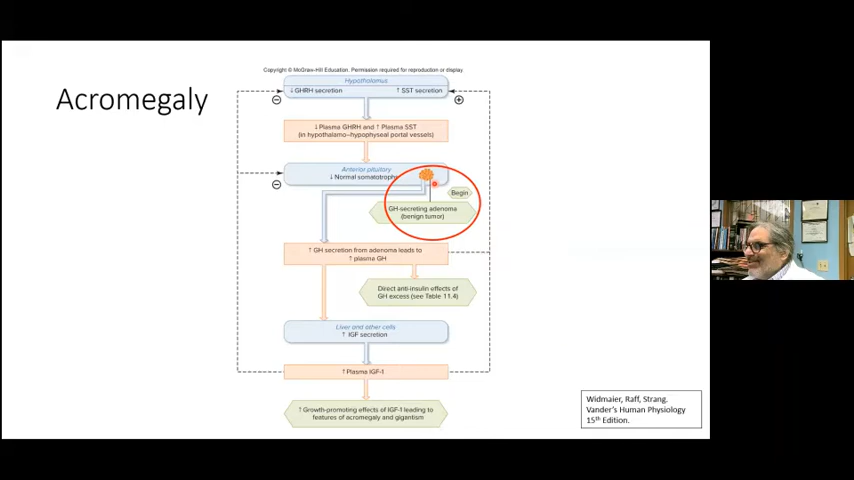 Copyright © McGraw-Hill Education. Permission required for reproduction or display.
Acromegaly
Hypothalamus
↓GHRH secretion
↑ SST secretion
↓Plasma GHRH and ↑ Plasma SST
(in hypothalamo–hypophyseal portal vessels)
Anterior pituitary
↓ Normal somatotrophs
Begin
GH-secreting adenoma
(benign tumor)
↑ GH secretion from adenoma leads to
↑ plasma GH
Direct anti-insulin effects of
GH excess (see Table 11.4)
Liver and other cells
↑ IGF secretion
↑ Plasma IGF-1
↑ Growth-promoting effects of IGF-1 leading to
features of acromegaly and gigantism
Widmaier, Raff, Strang.
Vander's Human Physiology
15th Edition.